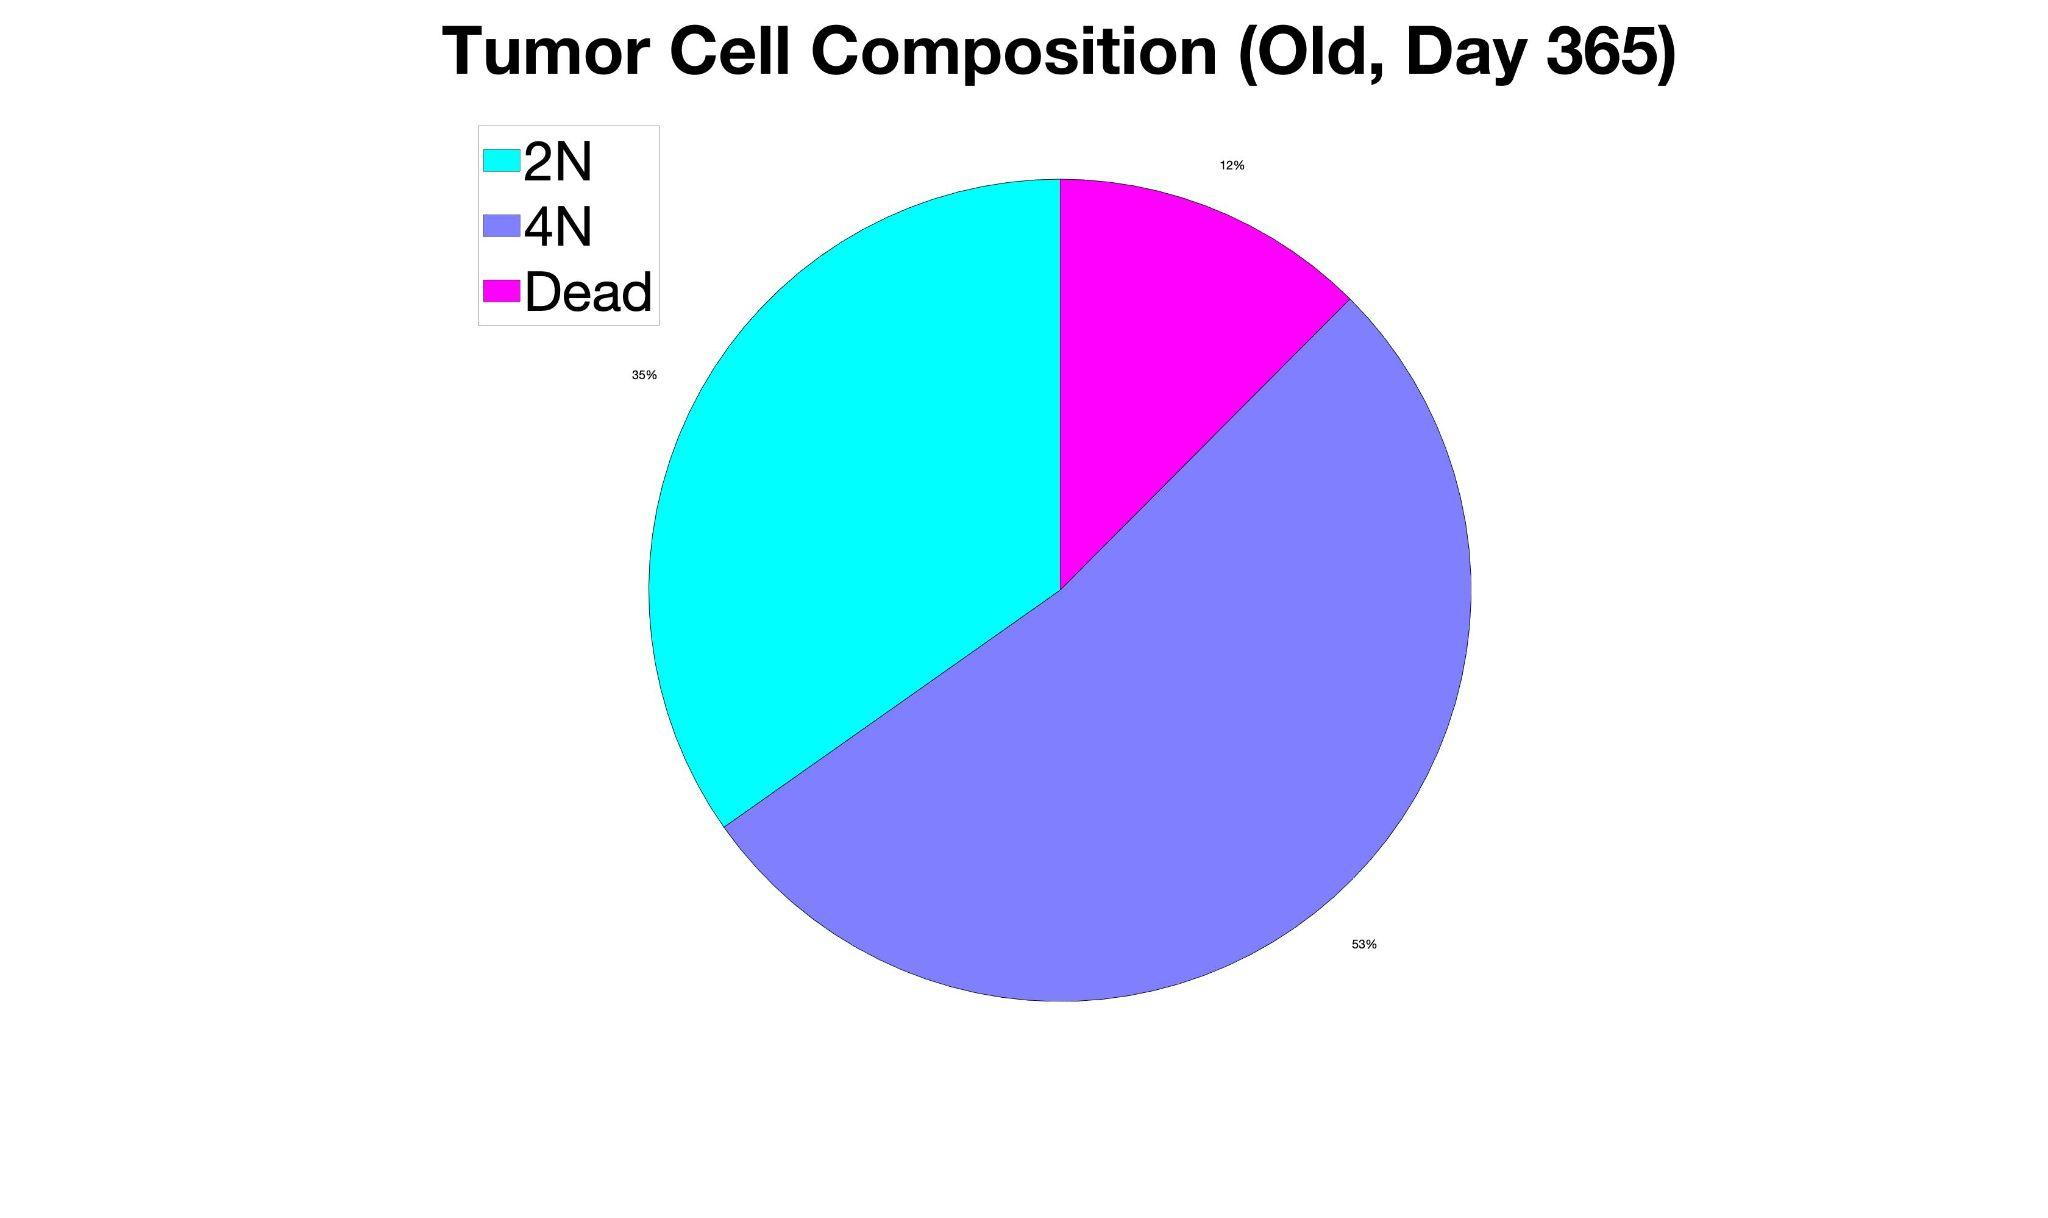 Tumor Cell Composition (Old, Day 365)
2N
4N
Dead
12%
35%
53%